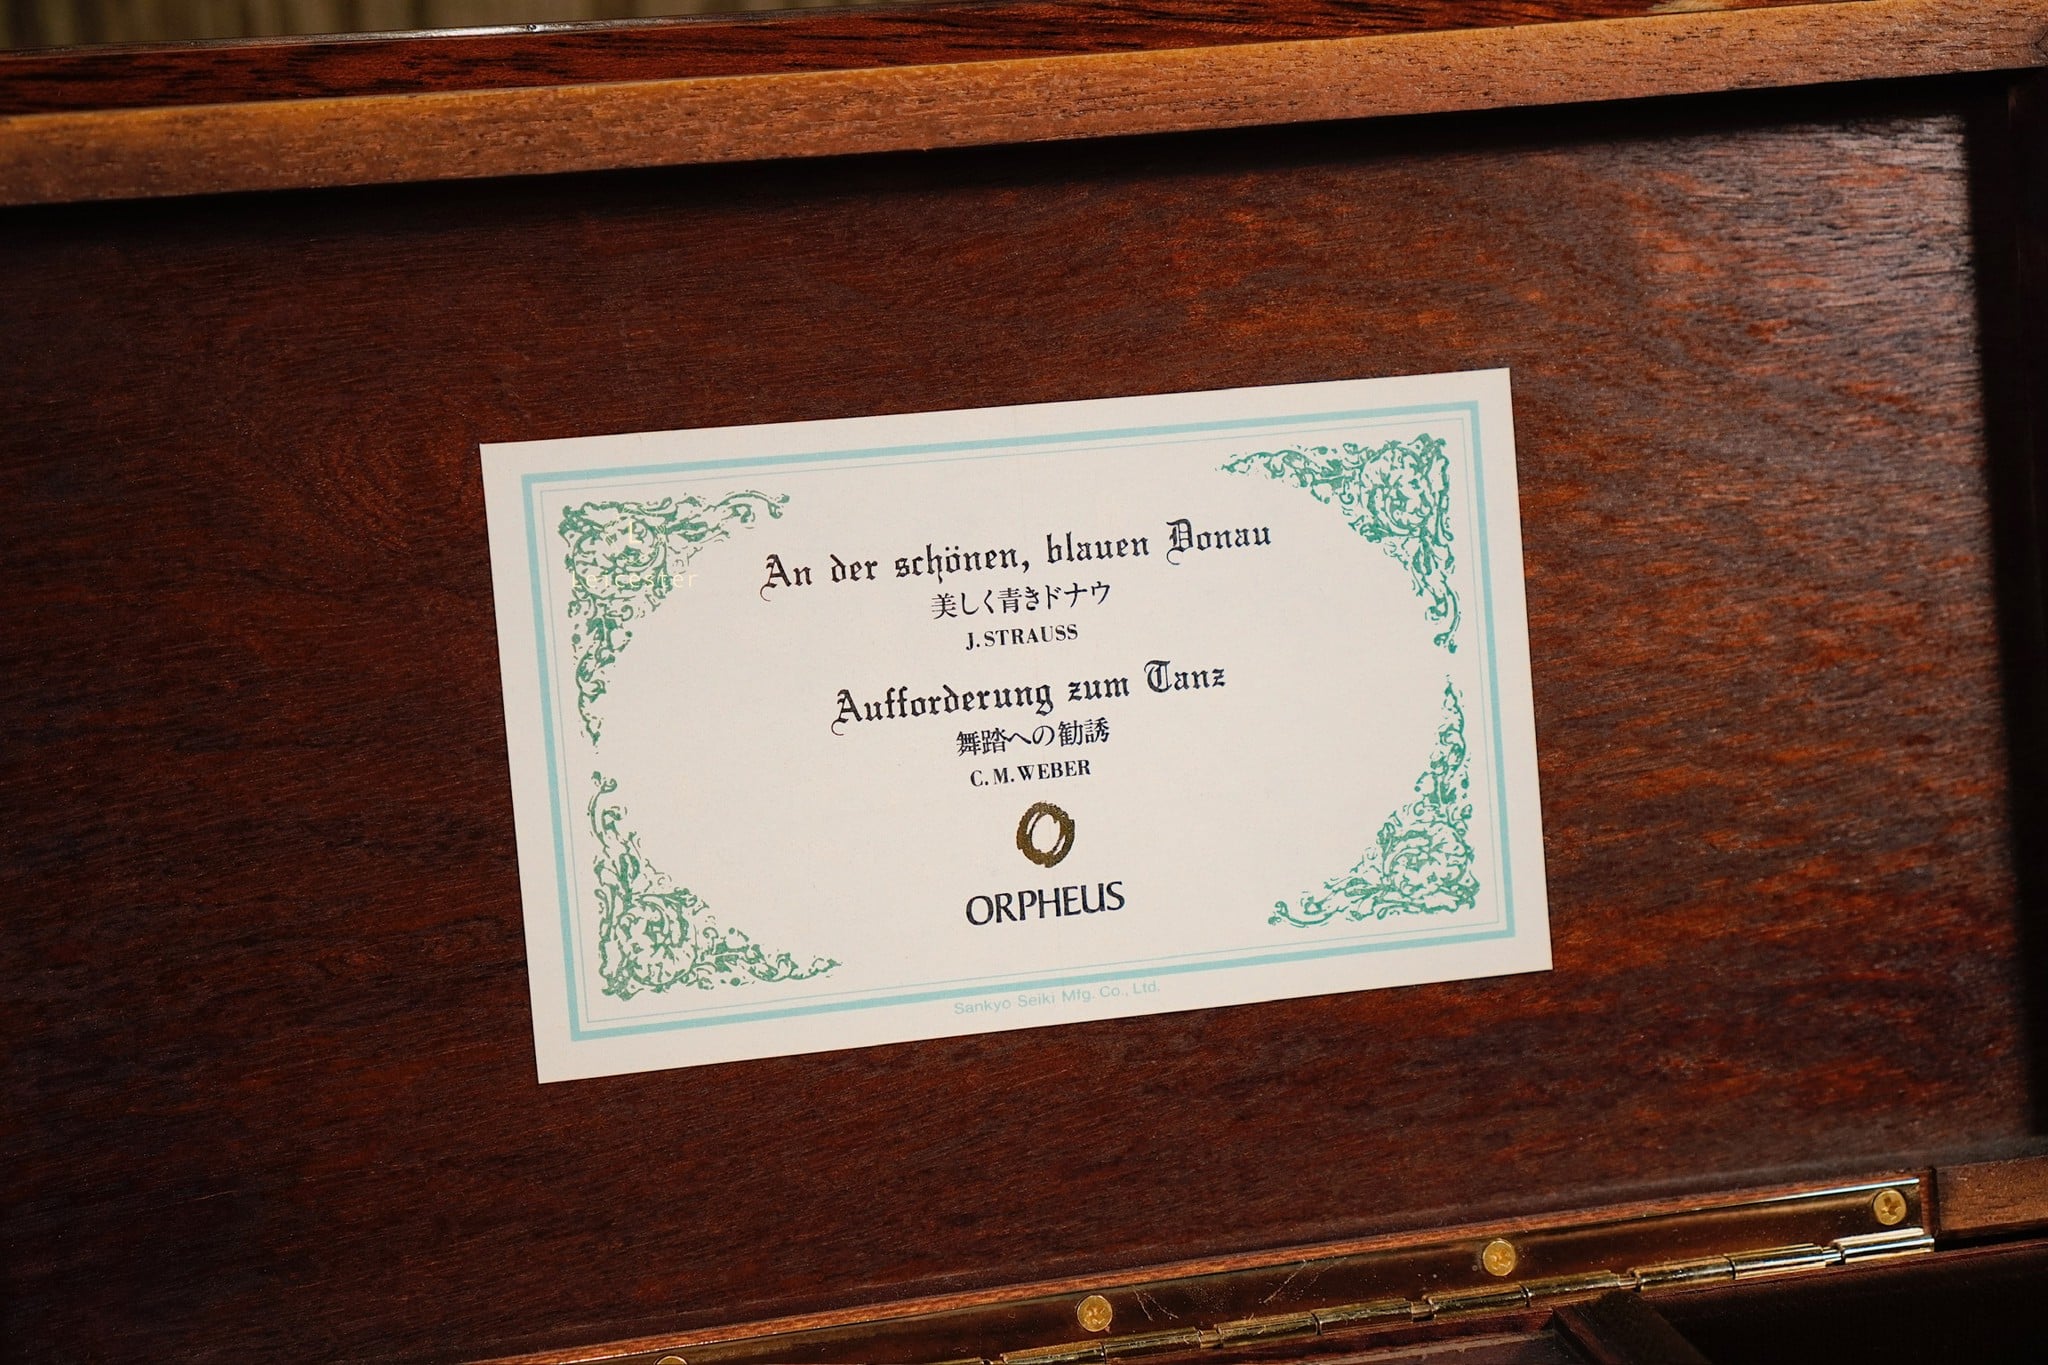 An der schönen, blauen Donau
美しく青きドナウ
J. STRAUSS
Aufforderung zum Tanz
舞踏への勧誘
C. M. WEBER
ORPHEUS
Sankyo Seiki Mfg. Co., Ltd.
L
Leicester